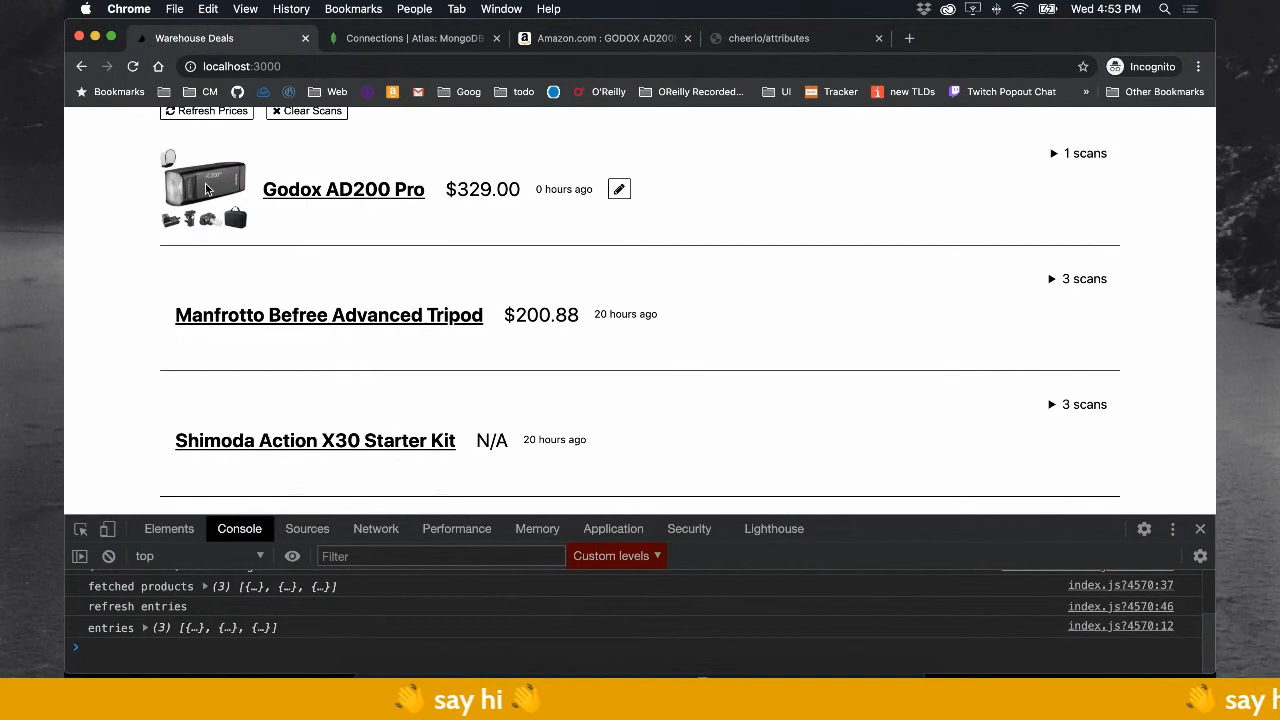 Chrome File Edit View History Bookmarks People Tab Window Help Wed 4:53 PM
Warehouse Deals Connections | Atlas: MongoDB Amazon.com : GODOX AD200 cheerio/attributes
localhost:3000 Incognito
Bookmarks CM Web Goog todo O'Reilly OReilly Recorded... UI Tracker new TLDs Twitch Popout Chat » Other Bookmarks
Refresh Prices Clear Scans
1 scans
Godox AD200 Pro $329.00 0 hours ago
3 scans
Manfrotto Befree Advanced Tripod $200.88 20 hours ago
3 scans
Shimoda Action X30 Starter Kit N/A 20 hours ago
Elements Console Sources Network Performance Memory Application Security Lighthouse
top Filter Custom levels
fetched products (3) [{…}, {…}, {…}] index.js?4570:37
refresh entries index.js?4570:46
entries (3) [{…}, {…}, {…}] index.js?4570:12
👋 say hi 👋 👋 say h